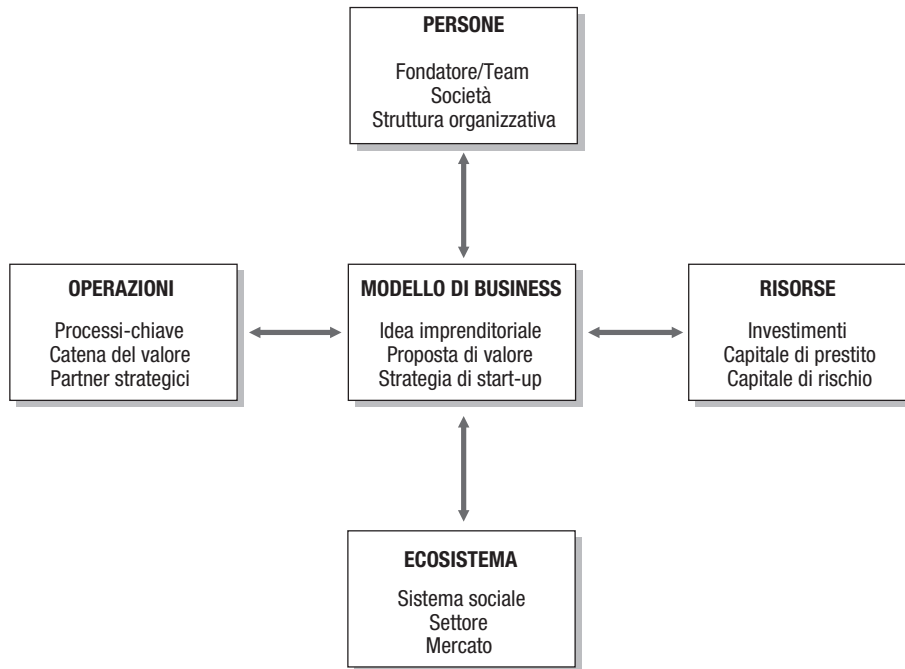 PERSONE
Fondatore/Team
Società
Struttura organizzativa
OPERAZIONI
Processi-chiave
Catena del valore
Partner strategici
MODELLO DI BUSINESS
Idea imprenditoriale
Proposta di valore
Strategia di start-up
RISORSE
Investimenti
Capitale di prestito
Capitale di rischio
ECOSISTEMA
Sistema sociale
Settore
Mercato